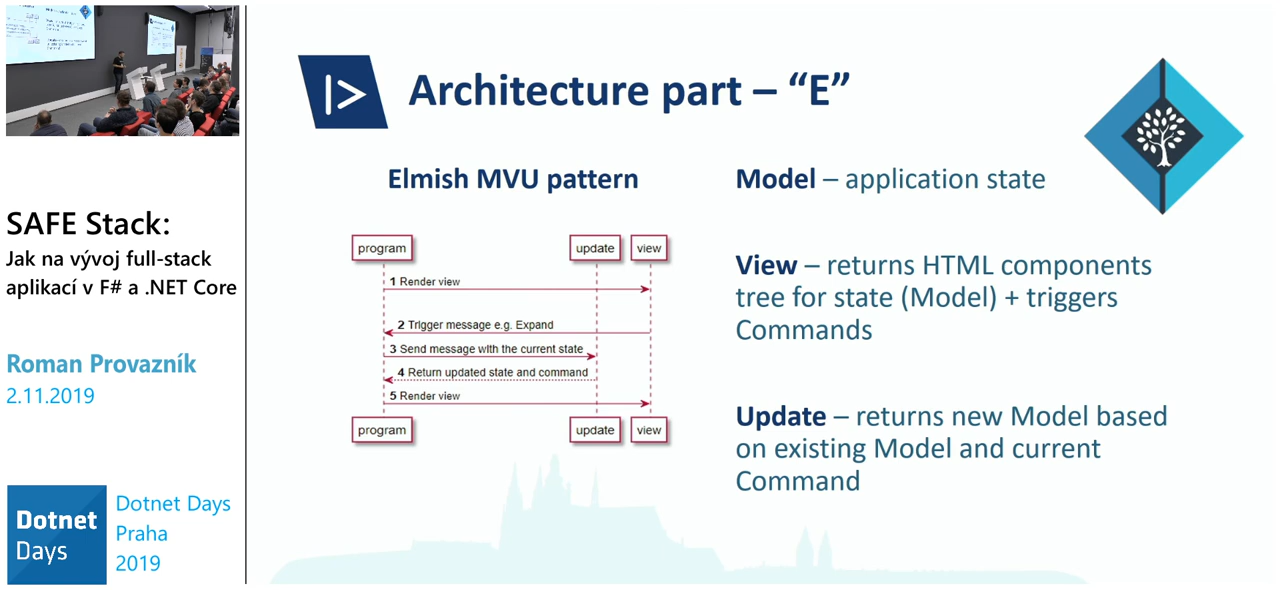 SAFE Stack:
Jak na vývoj full-stack
aplikací v F# a .NET Core
Roman Provazník
2.11.2019
Dotnet
Days
Dotnet Days
Praha
2019
Architecture part – “E”
Elmish MVU pattern
program
update
view
1 Render view
2 Trigger message e.g. Expand
3 Send message with the current state
4 Return updated state and command
5 Render view
program
update
view
Model – application state
View – returns HTML components
tree for state (Model) + triggers
Commands
Update – returns new Model based
on existing Model and current
Command